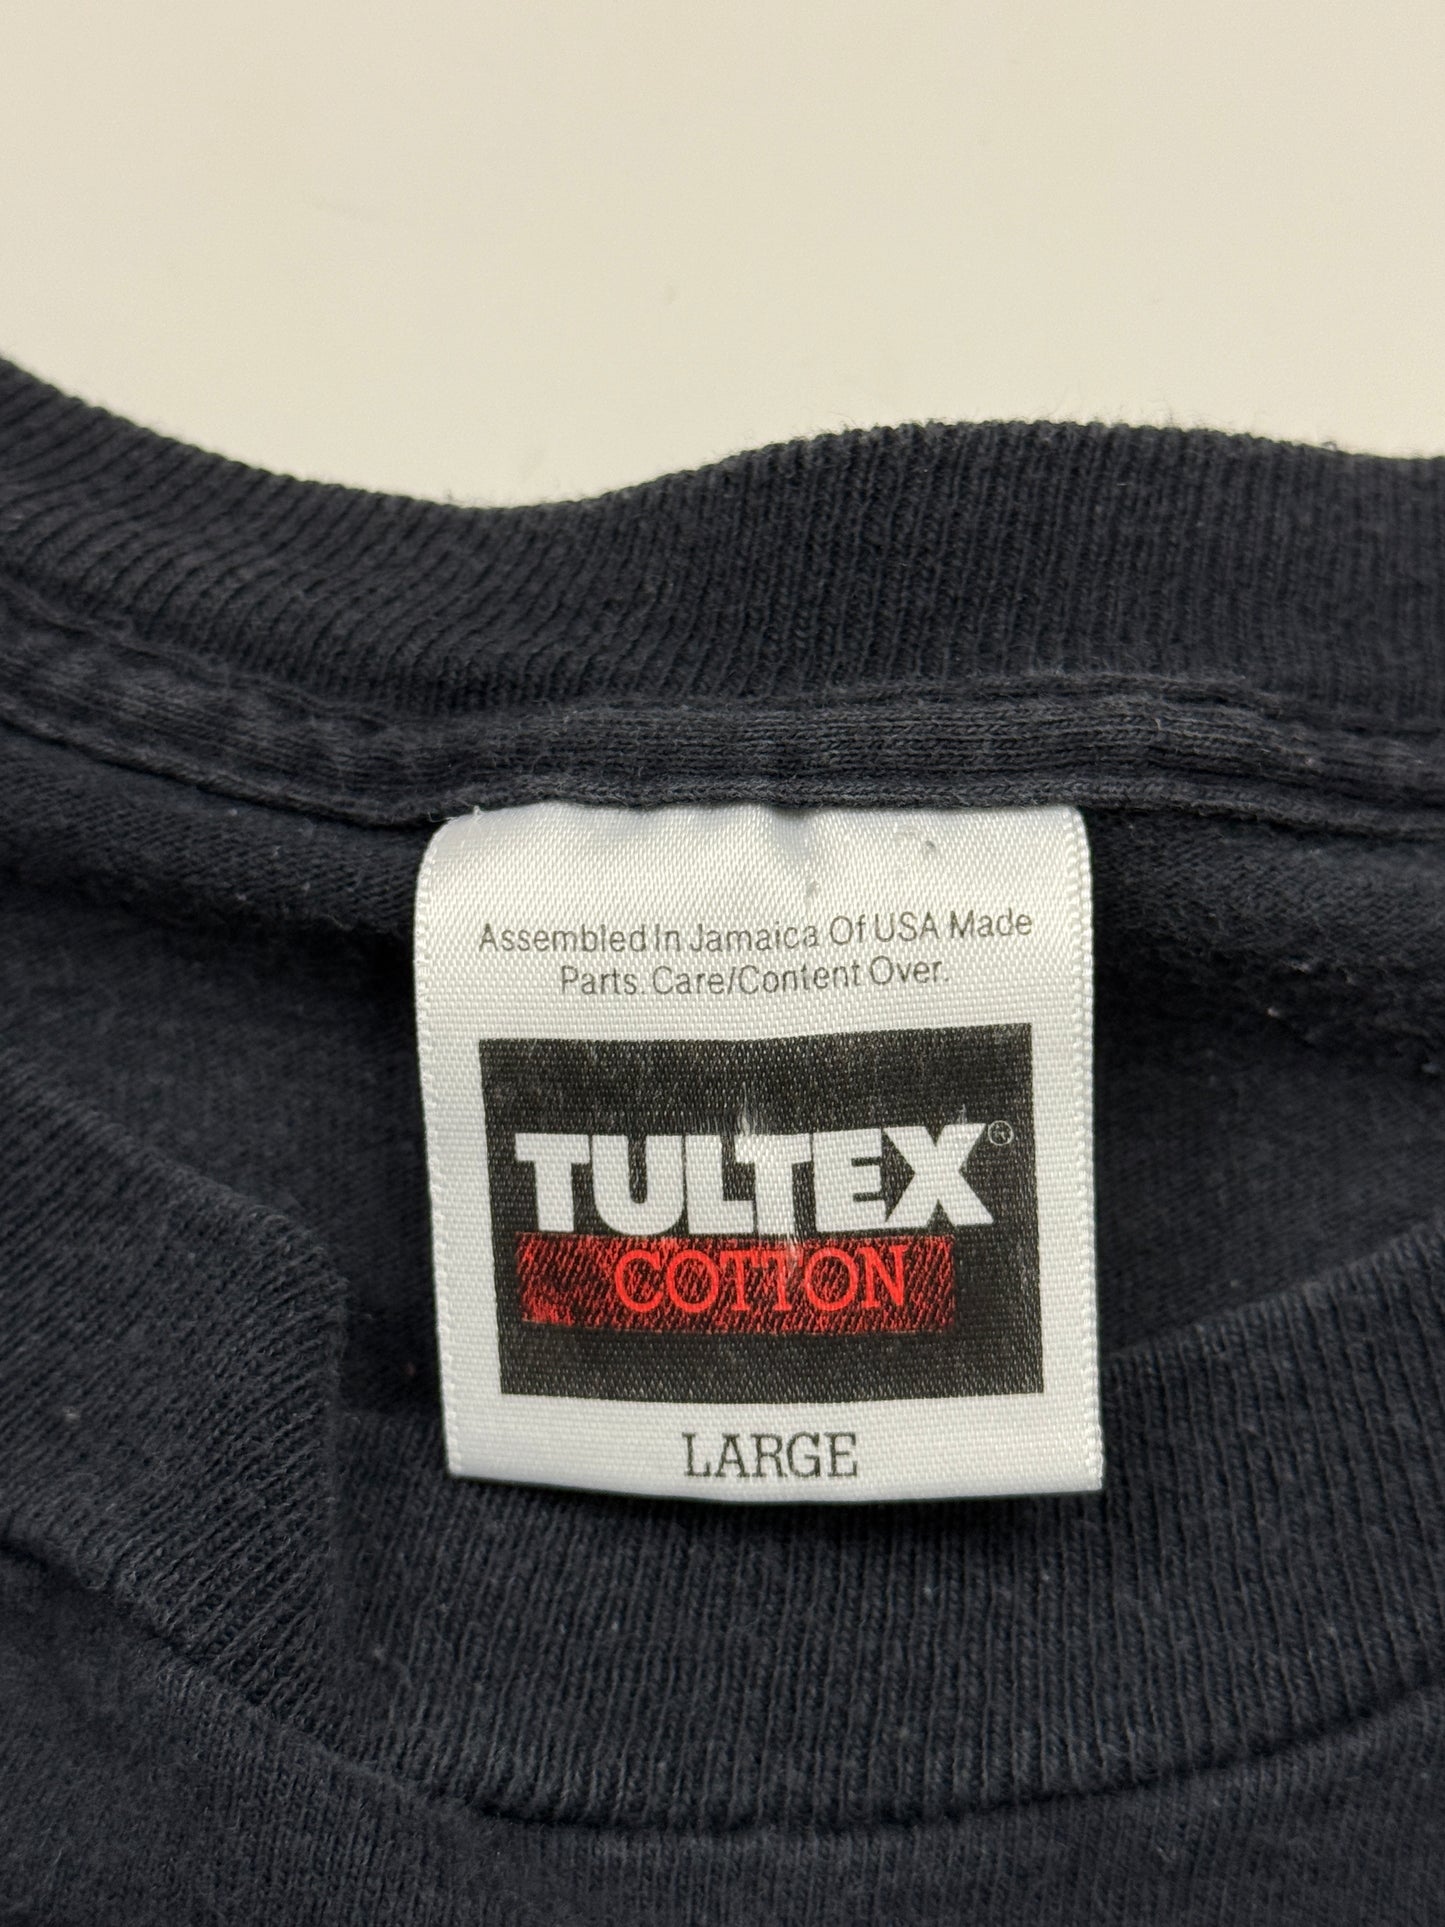 Assembled In Jamaica Of USA Made
Parts. Care/Content Over.
TULTEX®
COTTON
LARGE